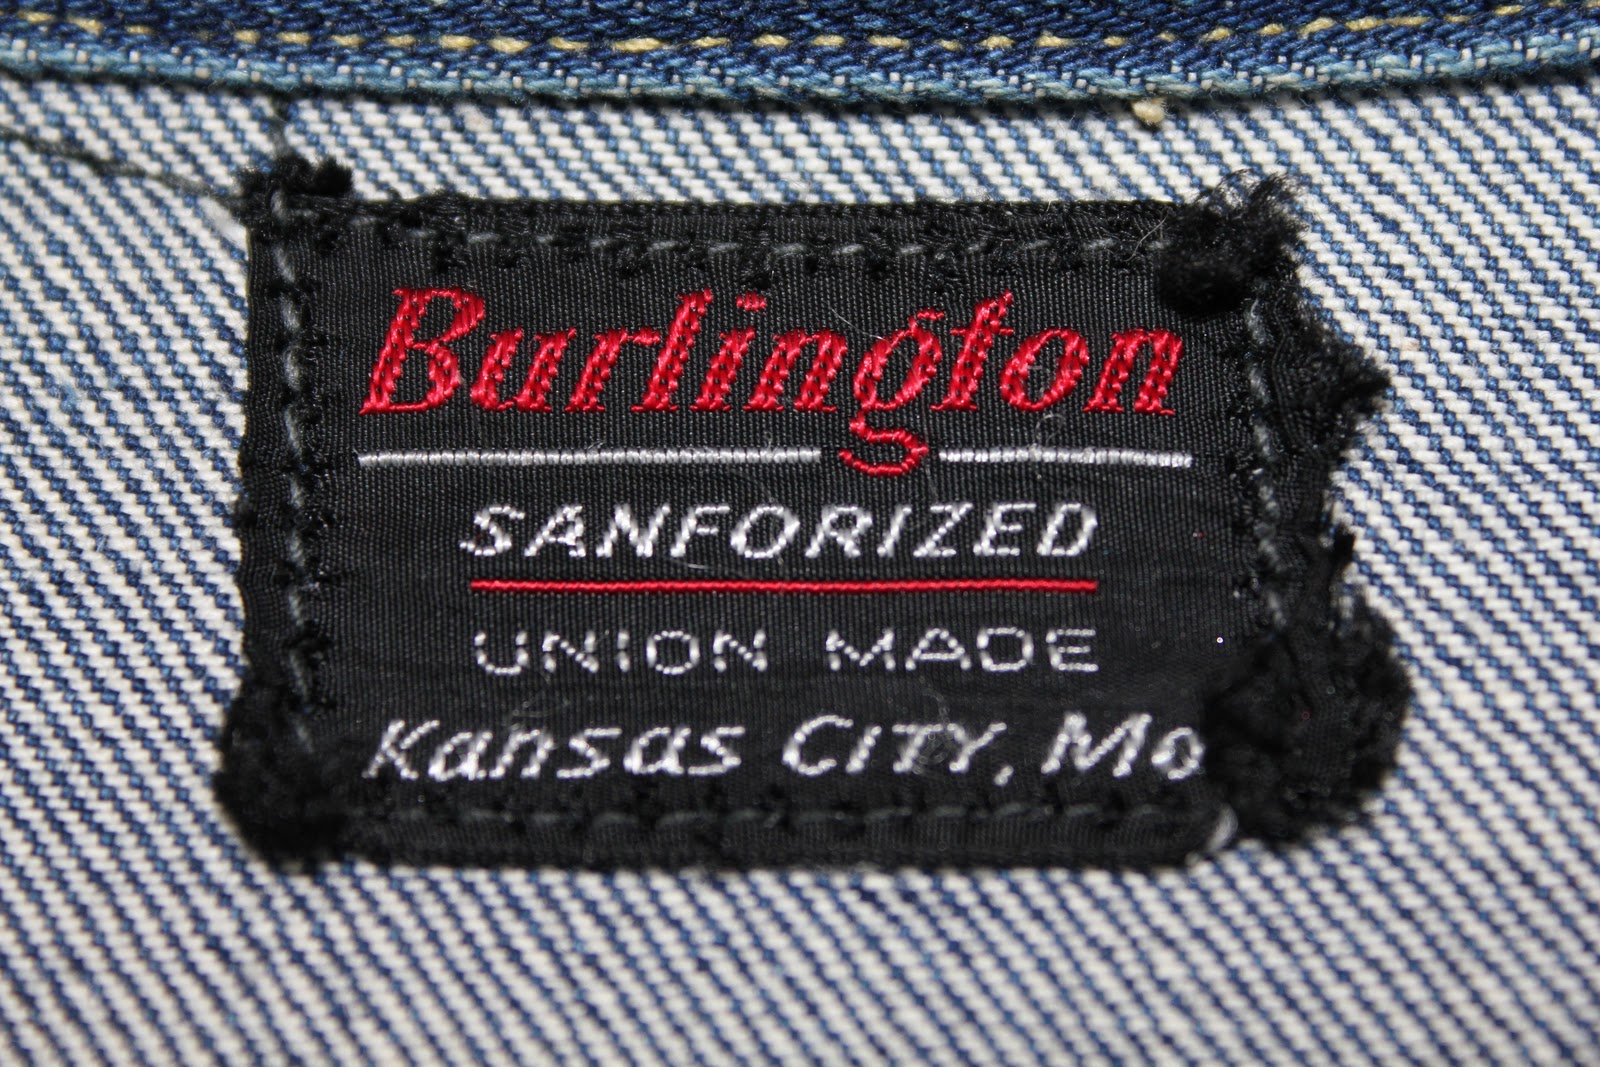 Burlington
SANFORIZED
UNION MADE
Kansas CITY, Mo